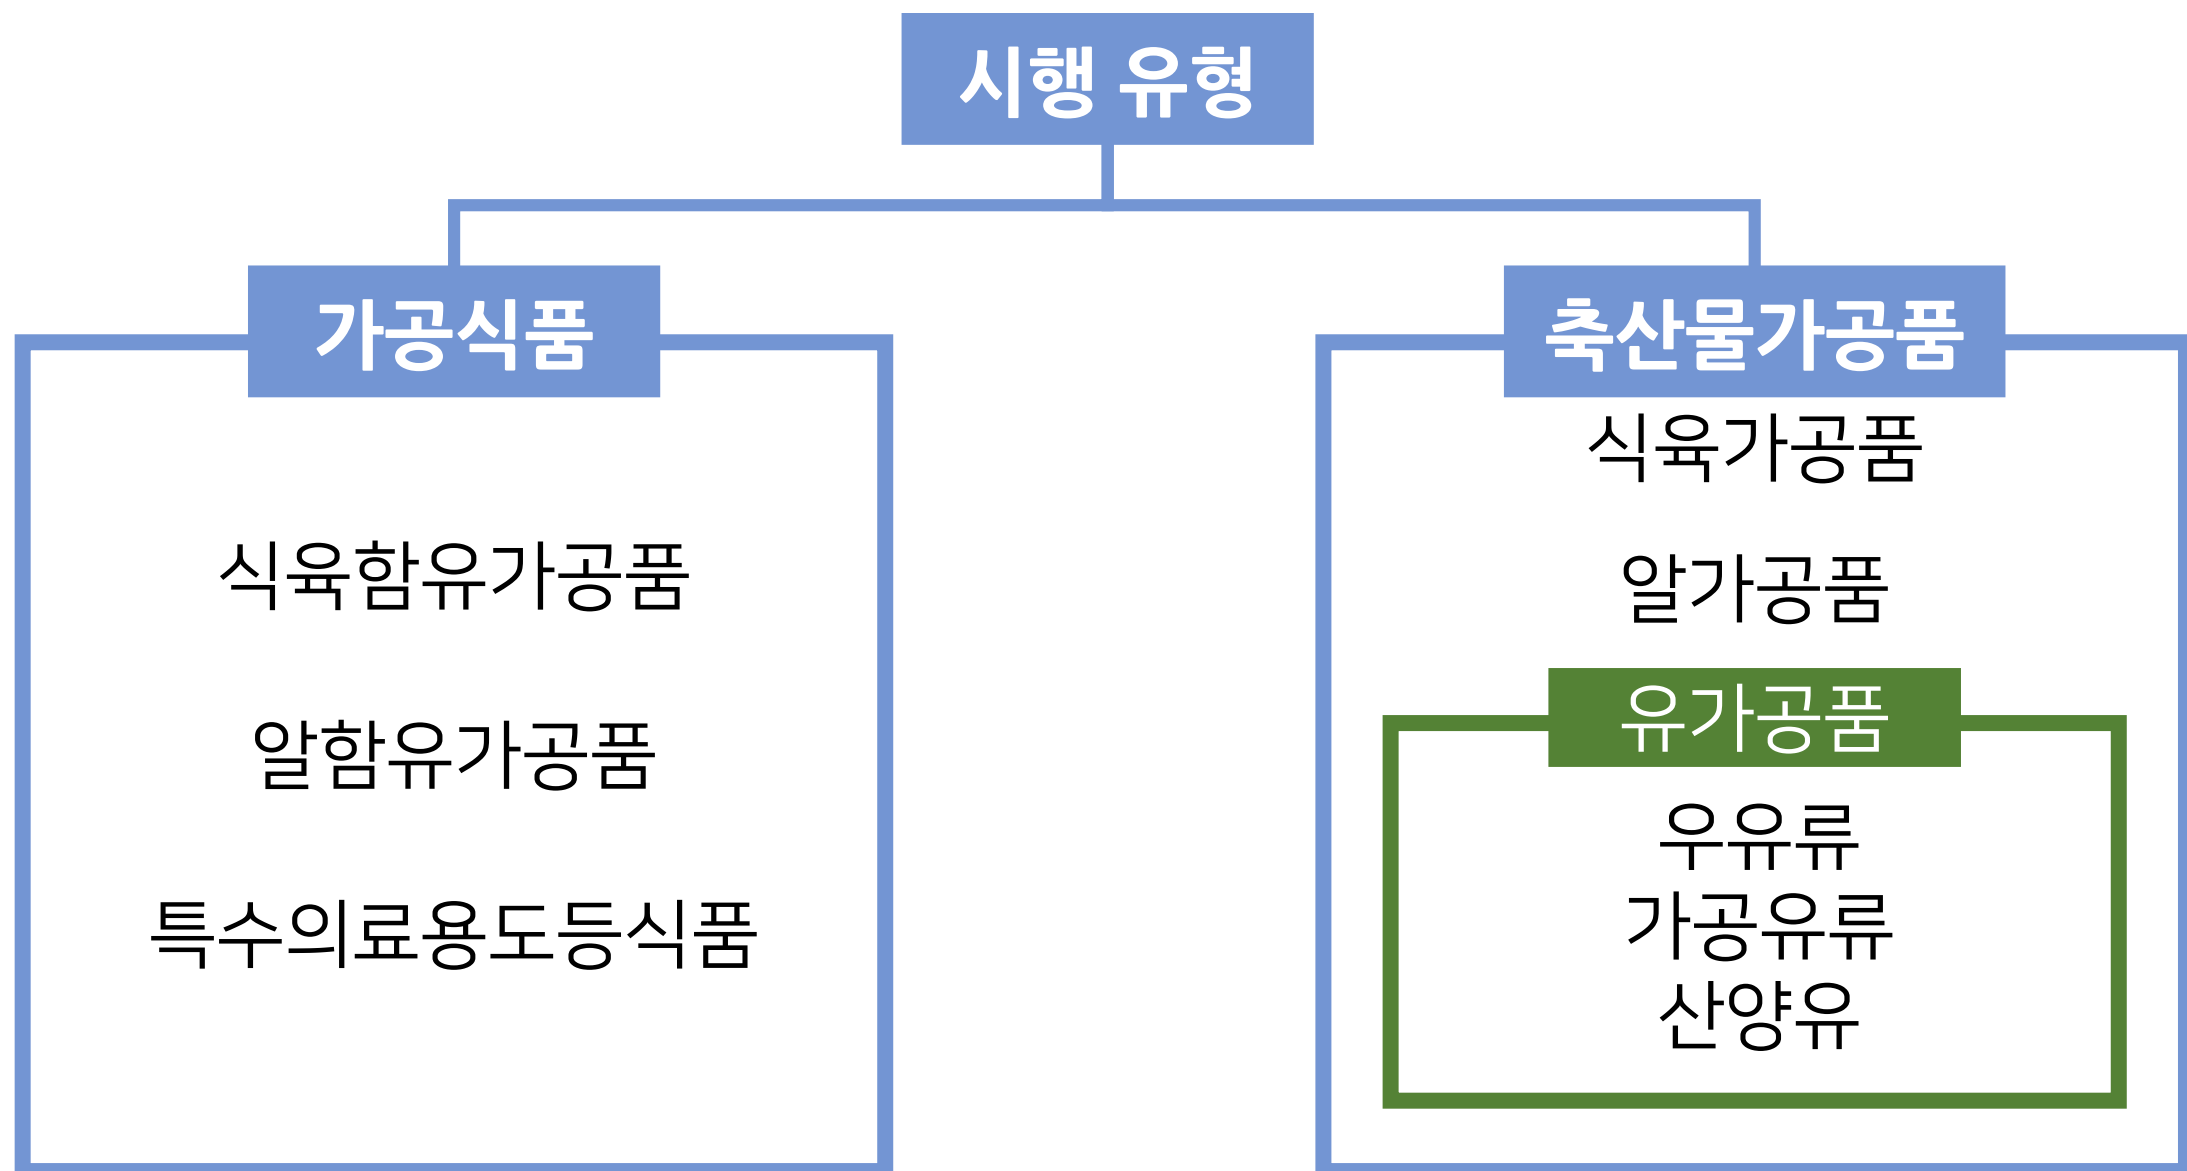 시행 유형
가공식품
식육함유가공품
알함유가공품
특수의료용도등식품
축산물가공품
식육가공품
알가공품
유가공품
우유류
가공유류
산양유